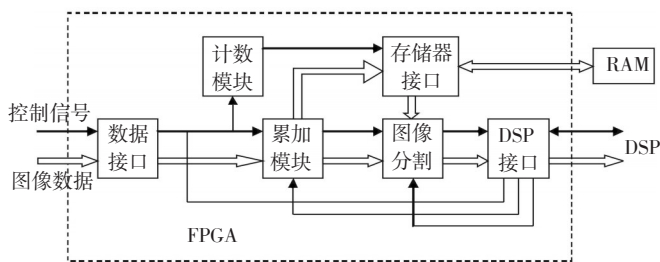 计数
模块
存储器
接口
RAM
控制信号
图像数据
数据
接口
累加
模块
图像
分割
DSP
接口
DSP
FPGA